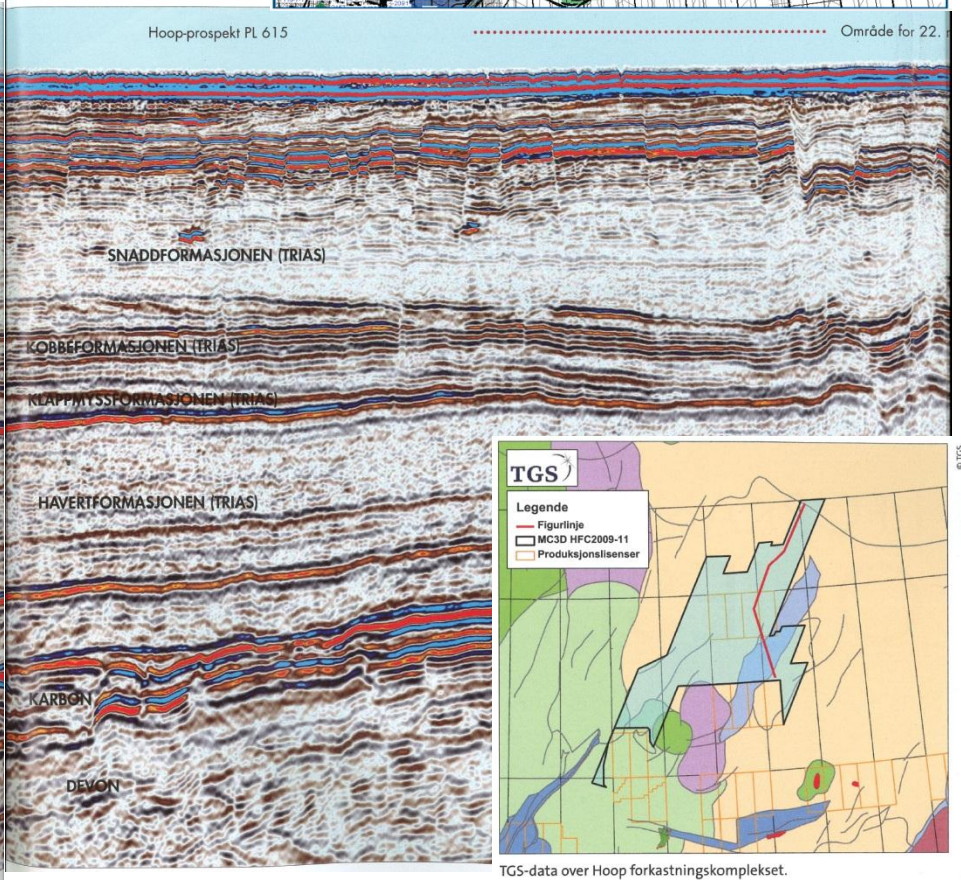 Hoop-prospekt PL 615
Område for 22.
SNADDFORMASJONEN (TRIAS)
KOBBEFORMASJONEN (TRIAS)
KLAPPMYSSFORMASJONEN (TRIAS)
HAVERTFORMASJONEN (TRIAS)
KARBON
DEVON
© TGS
TGS
Legende
Figurlinje
MC3D HFC2009-11
Produksjonslisenser
TGS-data over Hoop forkastningskomplekset.